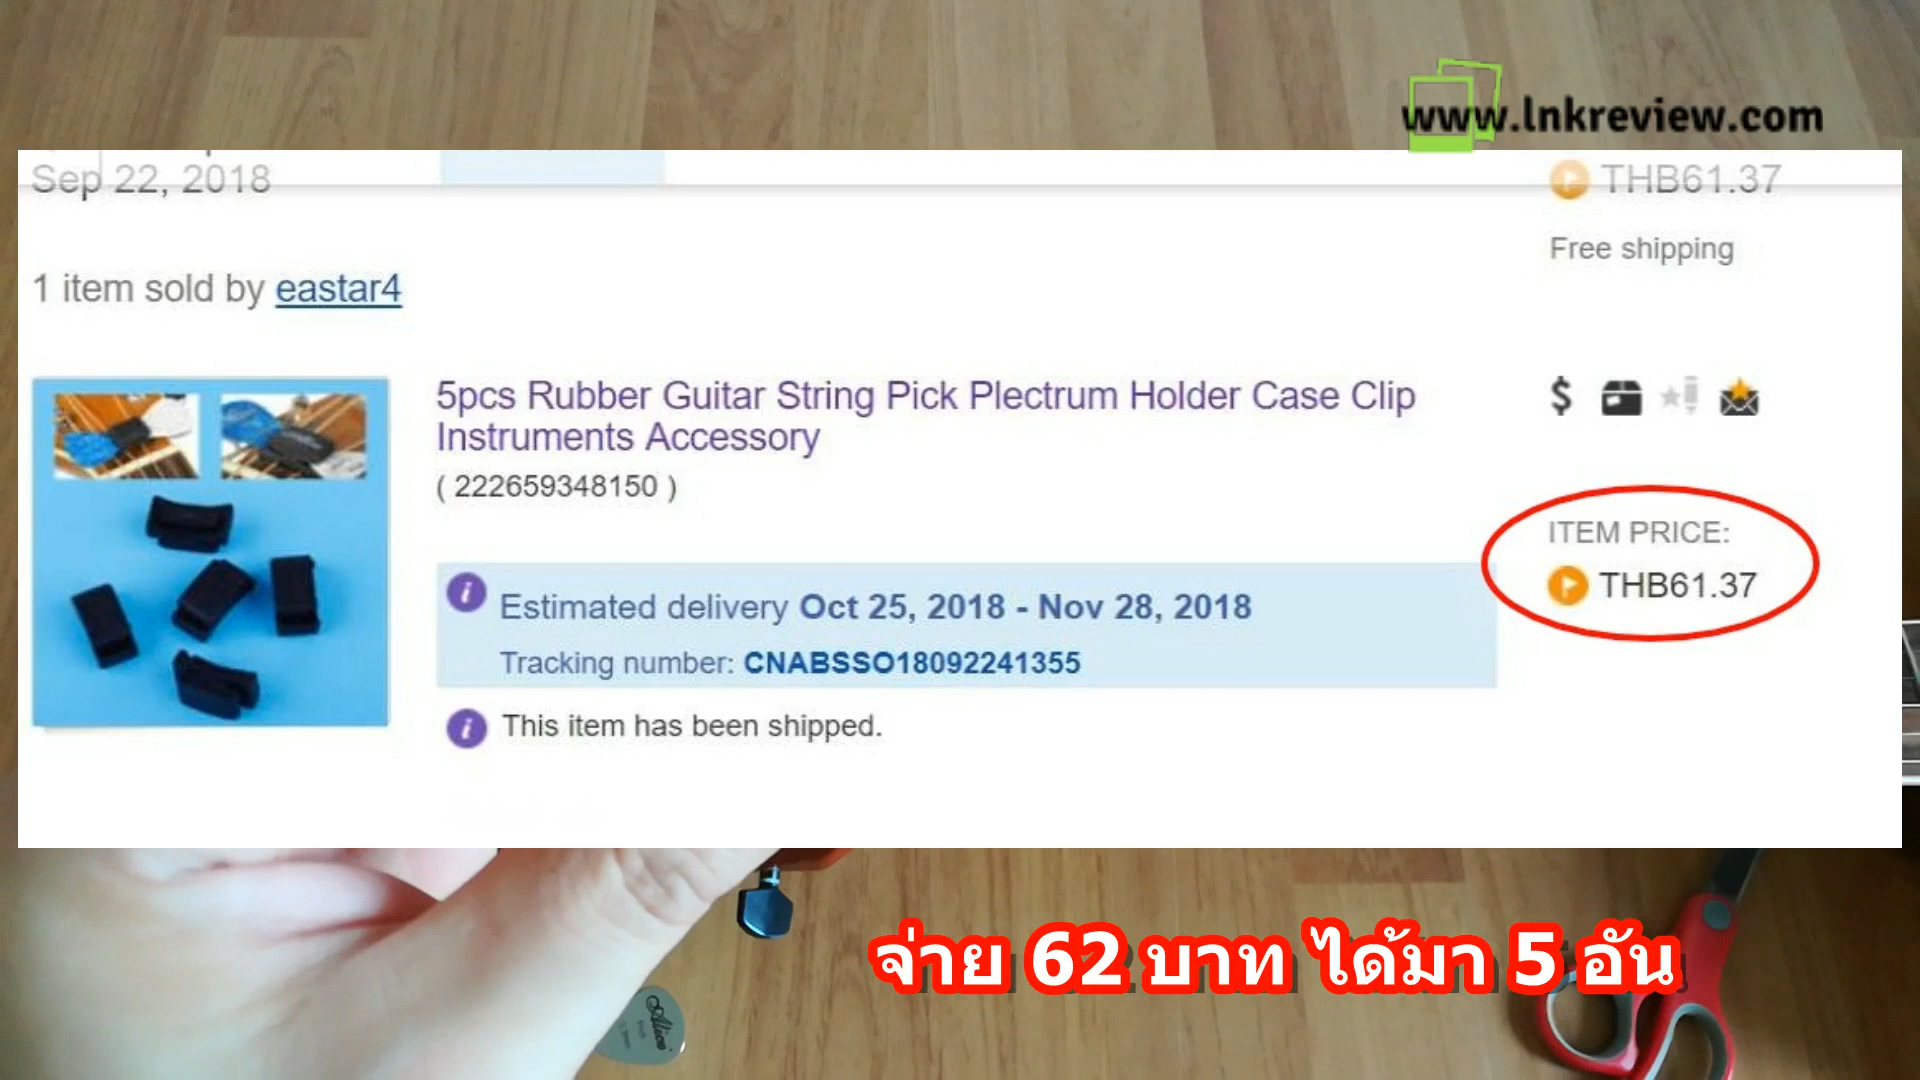 www.lnkreview.com
Sep 22, 2018
THB61.37
Free shipping
1 item sold by eastar4
5pcs Rubber Guitar String Pick Plectrum Holder Case Clip
Instruments Accessory
( 222659348150 )
ITEM PRICE:
THB61.37
Estimated delivery Oct 25, 2018 - Nov 28, 2018
Tracking number: CNABSSO18092241355
This item has been shipped.
จ่าย 62 บาท ได้มา 5 อัน
Alice